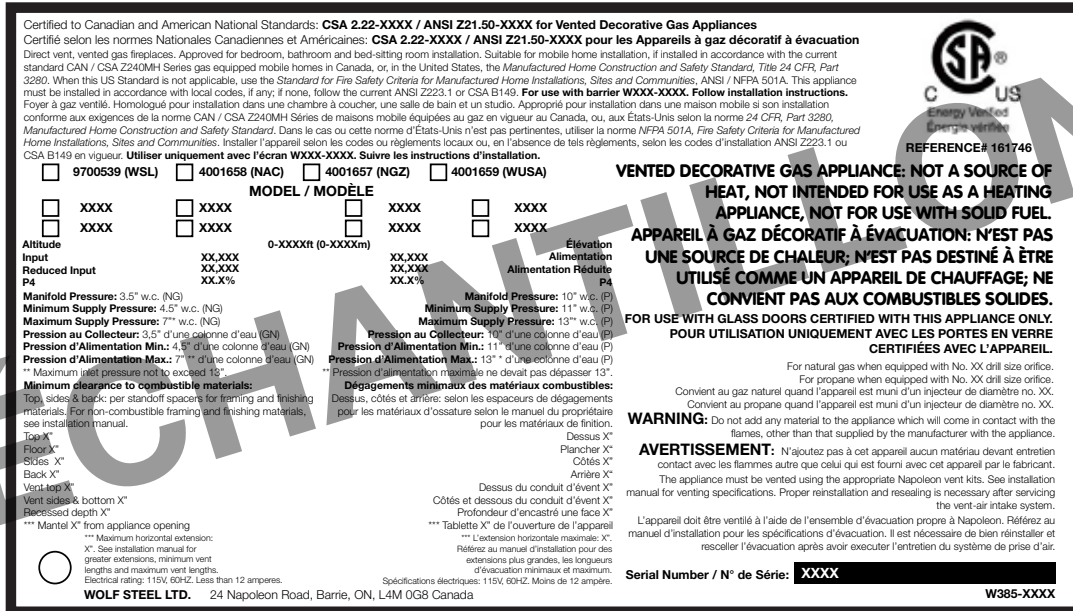 Certified to Canadian and American National Standards: CSA 2.22-XXXX / ANSI Z21.50-XXXX for Vented Decorative Gas Appliances
Certifié selon les normes Nationales Canadiennes et Américaines: CSA 2.22-XXXX / ANSI Z21.50-XXXX pour les Appareils à gaz décoratif à évacuation
Direct vent, vented gas fireplaces. Approved for bedroom, bathroom and bed-sitting room installation. Suitable for mobile home installation, if installed in accordance with the current
standard CAN / CSA Z240MH Series gas equipped mobile homes in Canada, or, in the United States, the Manufactured Home Construction and Safety Standard, Title 24 CFR, Part
3280. When this US Standard is not applicable, use the Standard for Fire Safety Criteria for Manufactured Home Installations, Sites and Communities, ANSI / NFPA 501A. This appliance
must be installed in accordance with local codes, if any; if none, follow the current ANSI Z223.1 or CSA B149. For use with barrier WXXX-XXXX. Follow installation instructions.
Foyer à gaz ventilé. Homologué pour installation dans une chambre à coucher, une salle de bain et un studio. Approprié pour installation dans une maison mobile si son installation
conforme aux exigences de la norme CAN / CSA Z240MH Séries de maisons mobile équipées au gaz en vigueur au Canada, ou, aux États-Unis selon la norme 24 CFR, Part 3280,
Manufactured Home Construction and Safety Standard. Dans le cas ou cette norme d'États-Unis n'est pas pertinentes, utiliser la norme NFPA 501A, Fire Safety Criteria for Manufactured
Home Installations, Sites and Communities. Installer l'appareil selon les codes ou règlements locaux ou, en l'absence de tels règlements, selon les codes d'installation ANSI Z223.1 ou
CSA B149 en vigueur. Utiliser uniquement avec l'écran WXXX-XXXX. Suivre les instructions d'installation.
CSA ®
C US
Energy Verified
Énergie vérifiée
REFERENCE# 161746
9700539 (WSL) 4001658 (NAC) 4001657 (NGZ) 4001659 (WUSA)
MODEL / MODÈLE
XXXX XXXX XXXX XXXX
XXXX XXXX XXXX XXXX
Altitude 0-XXXXft (0-XXXXm) Élévation
Input XX,XXX XX,XXX Alimentation
Reduced Input XX,XXX XX,XXX Alimentation Réduite
P4 XX.X% XX.X% P4
Manifold Pressure: 3.5" w.c. (NG) Manifold Pressure: 10" w.c. (P)
Minimum Supply Pressure: 4.5" w.c. (NG) Minimum Supply Pressure: 11" w.c. (P)
Maximum Supply Pressure: 7"* w.c. (NG) Maximum Supply Pressure: 13"* w.c. (P)
Pression au Collecteur: 3,5" d'une colonne d'eau (GN) Pression au Collecteur: 10" d'une colonne d'eau (P)
Pression d'Alimentation Min.: 4,5" d'une colonne d'eau (GN) Pression d'Alimentation Min.: 11" d'une colonne d'eau (P)
Pression d'Alimentation Max.: 7" ** d'une colonne d'eau (GN) Pression d'Alimentation Max.: 13" * d'une colonne d'eau (P)
** Maximum inlet pressure not to exceed 13". ** Pression d'alimentation maximale ne devait pas dépasser 13".
Minimum clearance to combustible materials: Dégagements minimaux des matériaux combustibles:
Top, sides & back: per standoff spacers for framing and finishing Dessus, côtés et arrière: selon les espaceurs de dégagements
materials. For non-combustible framing and finishing materials, pour les matériaux d'ossature selon le manuel du propriétaire
see installation manual. pour les matériaux de finition.
Top X" Dessus X"
Floor X" Plancher X"
Sides X" Côtés X"
Back X" Arrière X"
Vent top X" Dessus du conduit d'évent X"
Vent sides & bottom X" Côtés et dessous du conduit d'évent X"
Recessed depth X" Profondeur d'encastré une face X"
*** Mantel X" from appliance opening *** Tablette X" de l'ouverture de l'appareil
*** Maximum horizontal extension: *** L'extension horizontale maximale: X".
X". See installation manual for Référez au manuel d'installation pour des
greater extensions, minimum vent extensions plus grandes, les longueurs
lengths and maximum vent lengths. d'évacuation minimaux et maximum.
Electrical rating: 115V, 60HZ. Less than 12 amperes. Spécifications électriques: 115V, 60HZ. Moins de 12 ampère.
WOLF STEEL LTD. 24 Napoleon Road, Barrie, ON, L4M 0G8 Canada
VENTED DECORATIVE GAS APPLIANCE: NOT A SOURCE OF
HEAT, NOT INTENDED FOR USE AS A HEATING
APPLIANCE, NOT FOR USE WITH SOLID FUEL.
APPAREIL À GAZ DÉCORATIF À ÉVACUATION: N'EST PAS
UNE SOURCE DE CHALEUR; N'EST PAS DESTINÉ À ÈTRE
UTILISÉ COMME UN APPAREIL DE CHAUFFAGE; NE
CONVIENT PAS AUX COMBUSTIBLES SOLIDES.
FOR USE WITH GLASS DOORS CERTIFIED WITH THIS APPLIANCE ONLY.
POUR UTILISATION UNIQUEMENT AVEC LES PORTES EN VERRE
CERTIFIÉES AVEC L'APPAREIL.
For natural gas when equipped with No. XX drill size orifice.
For propane when equipped with No. XX drill size orifice.
Convient au gaz naturel quand l'appareil est muni d'un injecteur de diamètre no. XX.
Convient au propane quand l'appareil est muni d'un injecteur de diamètre no. XX.
WARNING: Do not add any material to the appliance which will come in contact with the
flames, other than that supplied by the manufacturer with the appliance.
AVERTISSEMENT: N'ajoutez pas à cet appareil aucun matériau devant entretien
contact avec les flammes autre que celui qui est fourni avec cet appareil par le fabricant.
The appliance must be vented using the appropriate Napoleon vent kits. See installation
manual for venting specifications. Proper reinstallation and resealing is necessary after servicing
the vent-air intake system.
L'appareil doit être ventilé à l'aide de l'ensemble d'évacuation propre à Napoleon. Référez au
manuel d'installation pour les spécifications d'évacuation. Il est nécessaire de bien réinstaller et
resceller l'évacuation après avoir executer l'entretien du système de prise d'air.
Serial Number / N° de Série: XXXX
W385-XXXX
ÉCHANTILLON